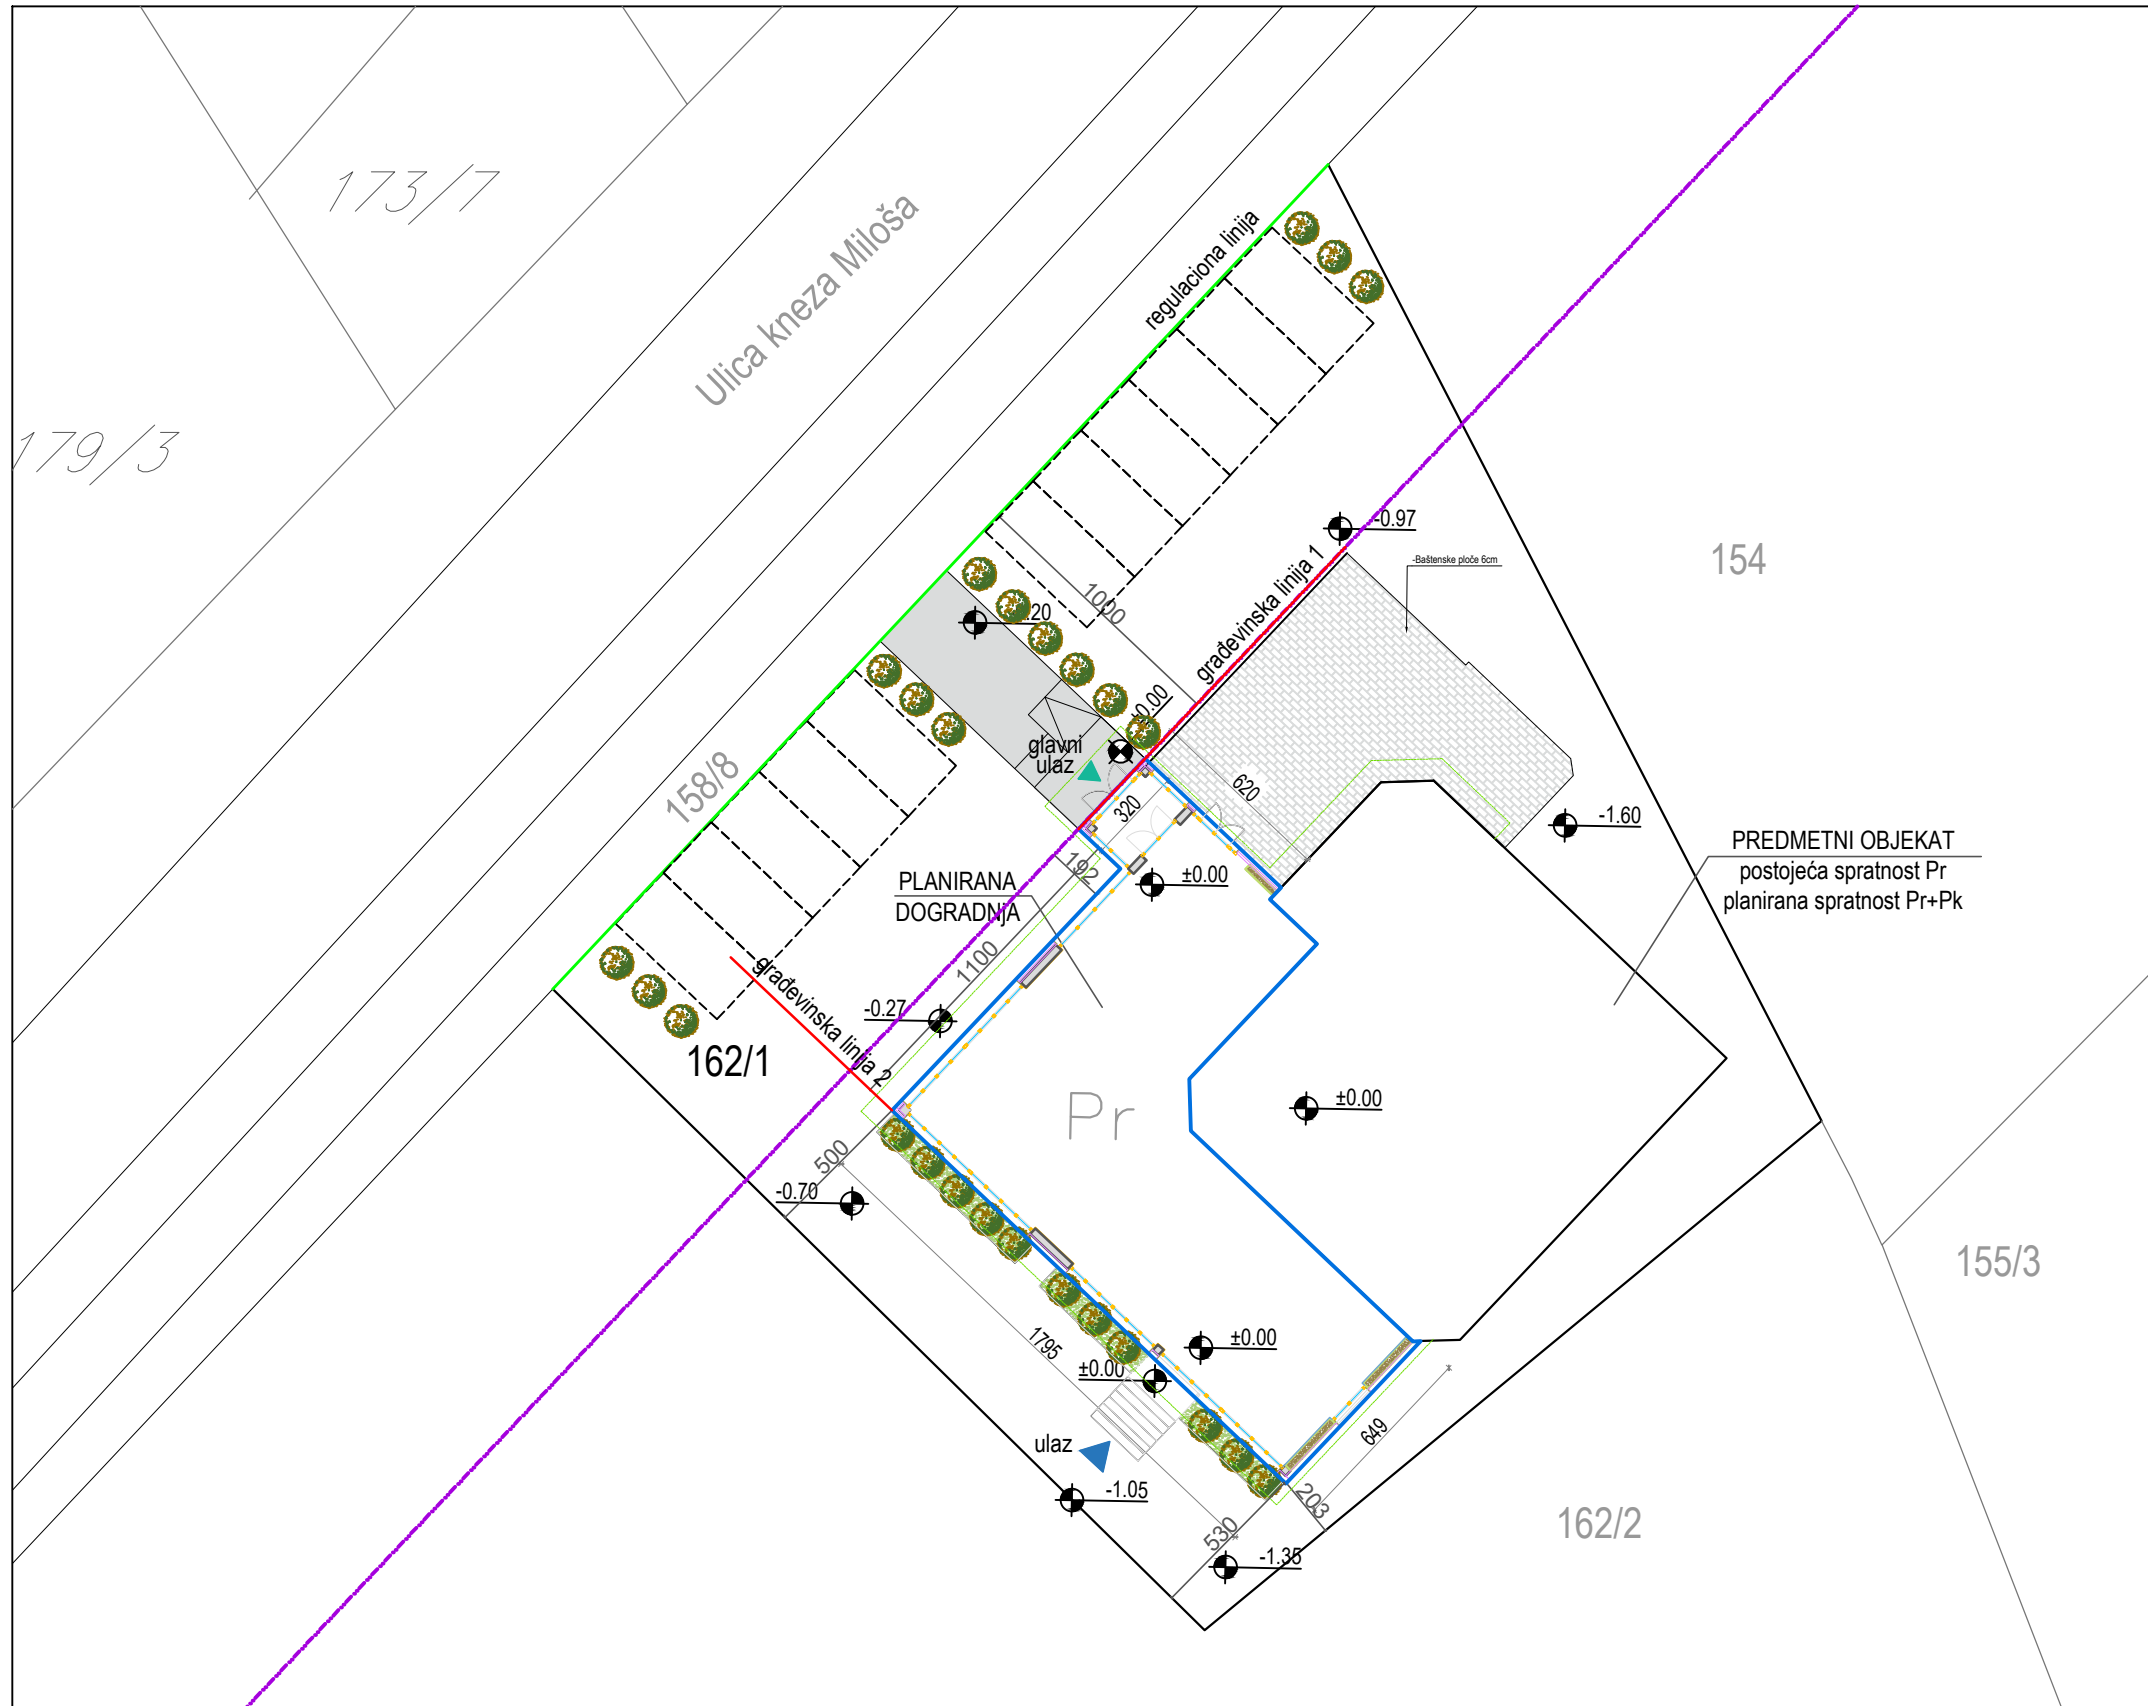 173/7
Ulica kneza Miloša
regulaciona linija
179/3
-0.97
154
-Baštenske ploče 6cm
građevinska linija 1
1000
20
±0.00
glavni
ulaz
158/8
620
320
-1.60
PREDMETNI OBJEKAT
postojeća spratnost Pr
planirana spratnost Pr+Pk
192
±0.00
PLANIRANA
DOGRADNJA
1100
građevinska linija 2
-0.27
162/1
Pr
±0.00
500
-0.70
155/3
1795
±0.00
±0.00
649
ulaz
-1.05
203
530
162/2
-1.35